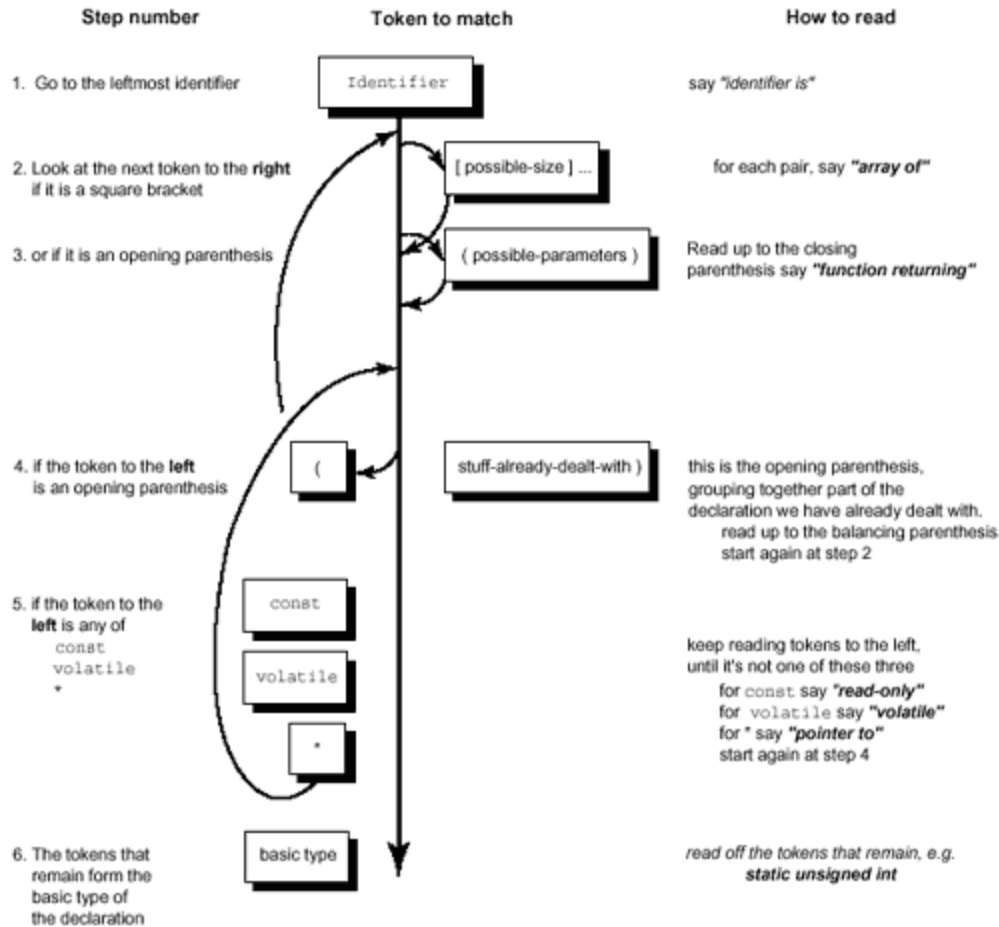 Step number
Token to match
How to read
1. Go to the leftmost identifier
Identifier
say "identifier is"
2. Look at the next token to the right
if it is a square bracket
[ possible-size ] ...
for each pair, say "array of"
3. or if it is an opening parenthesis
( possible-parameters )
Read up to the closing
parenthesis say "function returning"
4. if the token to the left
is an opening parenthesis
(
stuff-already-dealt-with )
this is the opening parenthesis,
grouping together part of the
declaration we have already dealt with.
read up to the balancing parenthesis
start again at step 2
5. if the token to the
left is any of
const
volatile
*
const
volatile
*
keep reading tokens to the left,
until it's not one of these three
for const say "read-only"
for volatile say "volatile"
for * say "pointer to"
start again at step 4
6. The tokens that
remain form the
basic type of
the declaration
basic type
read off the tokens that remain, e.g.
static unsigned int